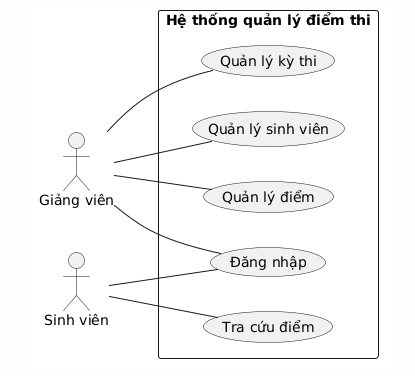 Hệ thống quản lý điểm thi
Quản lý kỳ thi
Quản lý sinh viên
Giảng viên
Quản lý điểm
Đăng nhập
Sinh viên
Tra cứu điểm